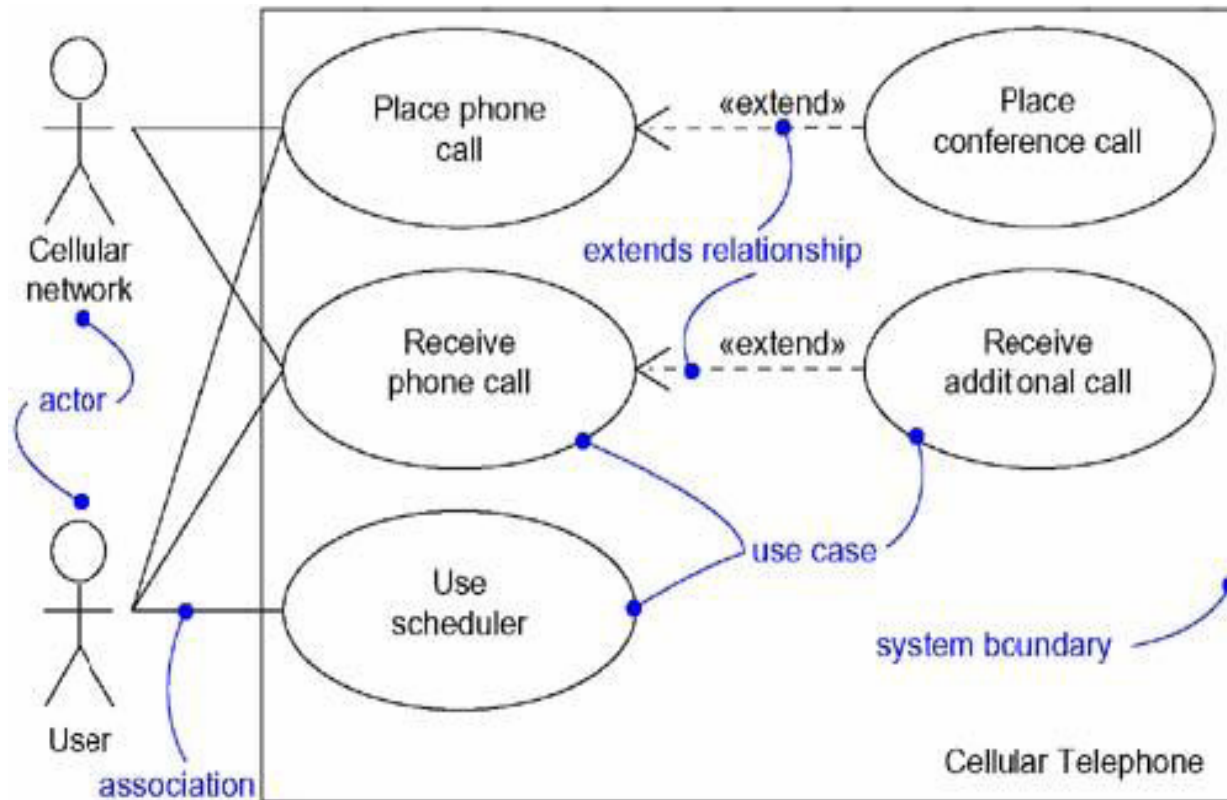 Place phone
call
«extend»
Place
conference call
Cellular
network
extends relationship
actor
Receive
phone call
«extend»
Receive
additonal call
Use
scheduler
use case
system boundary
User
association
Cellular Telephone